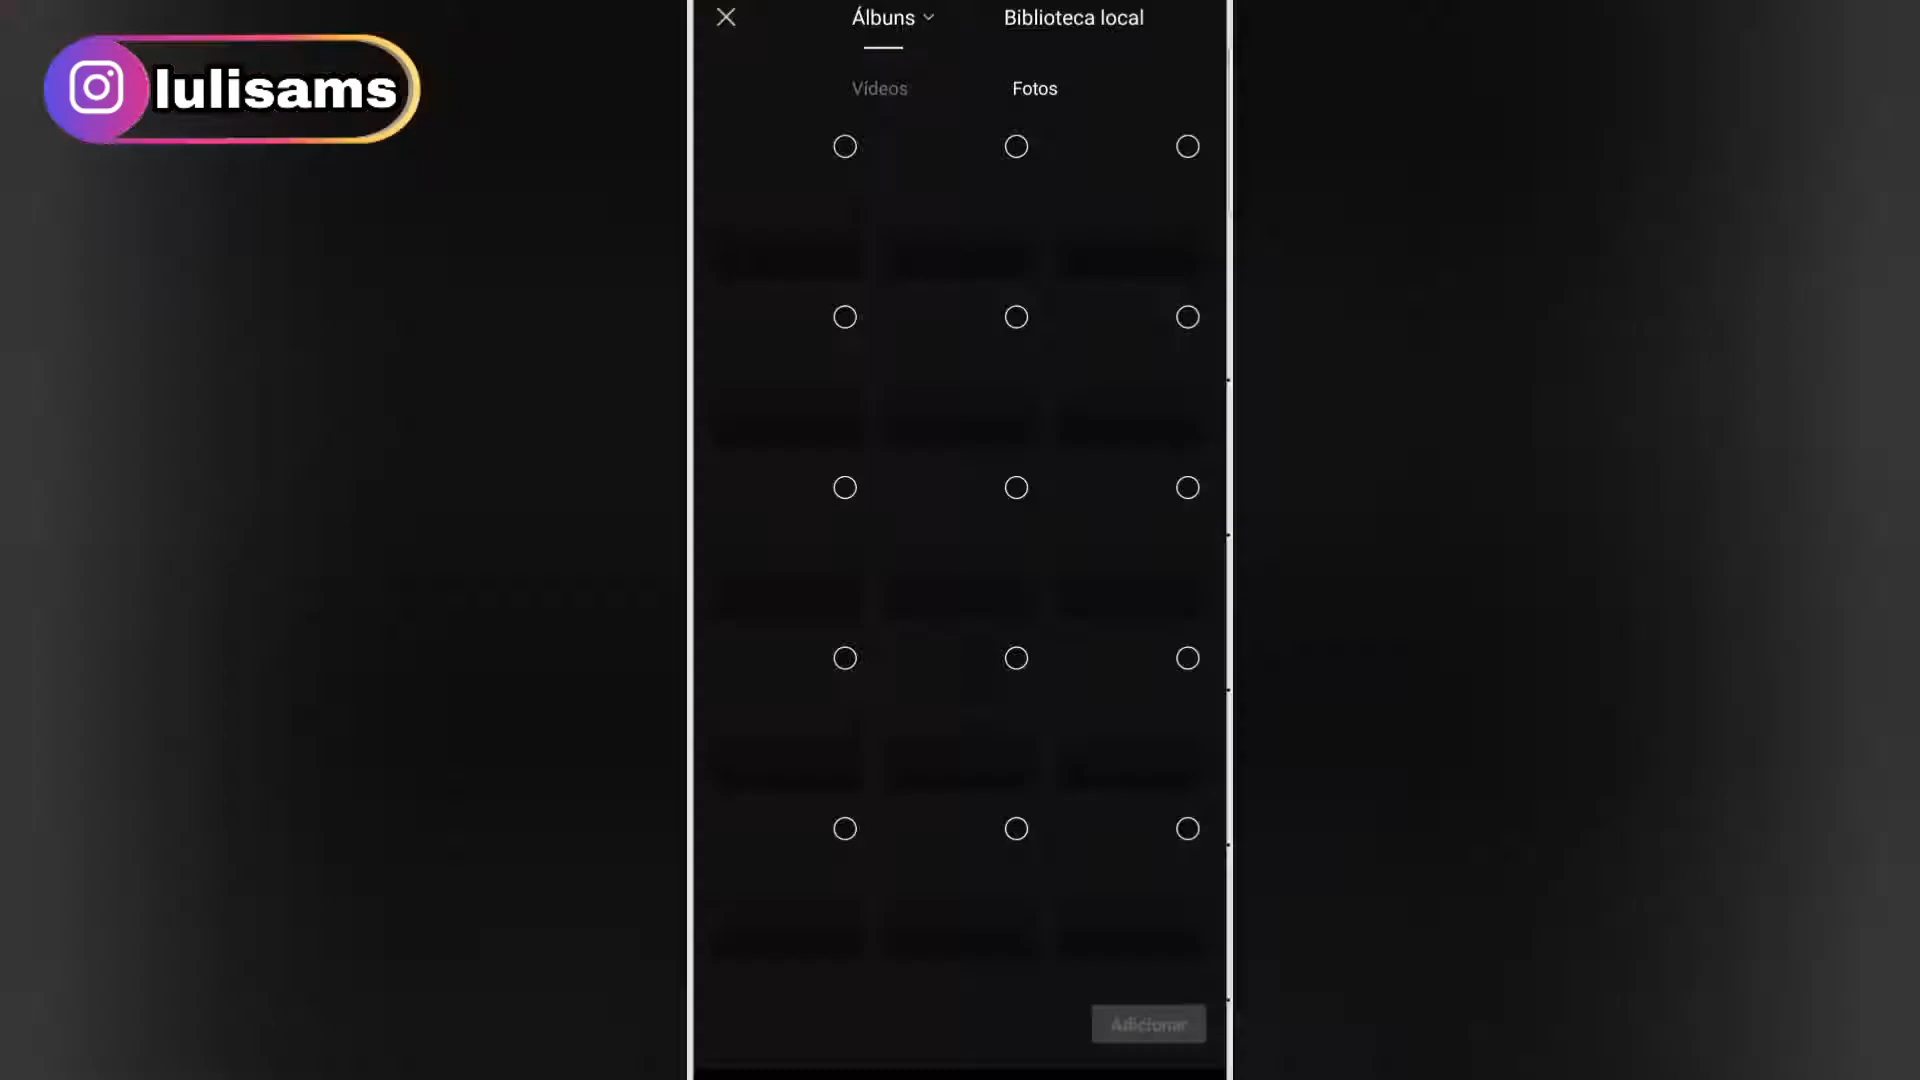 lulisams
Álbuns
Biblioteca local
Vídeos
Fotos
Adicionar